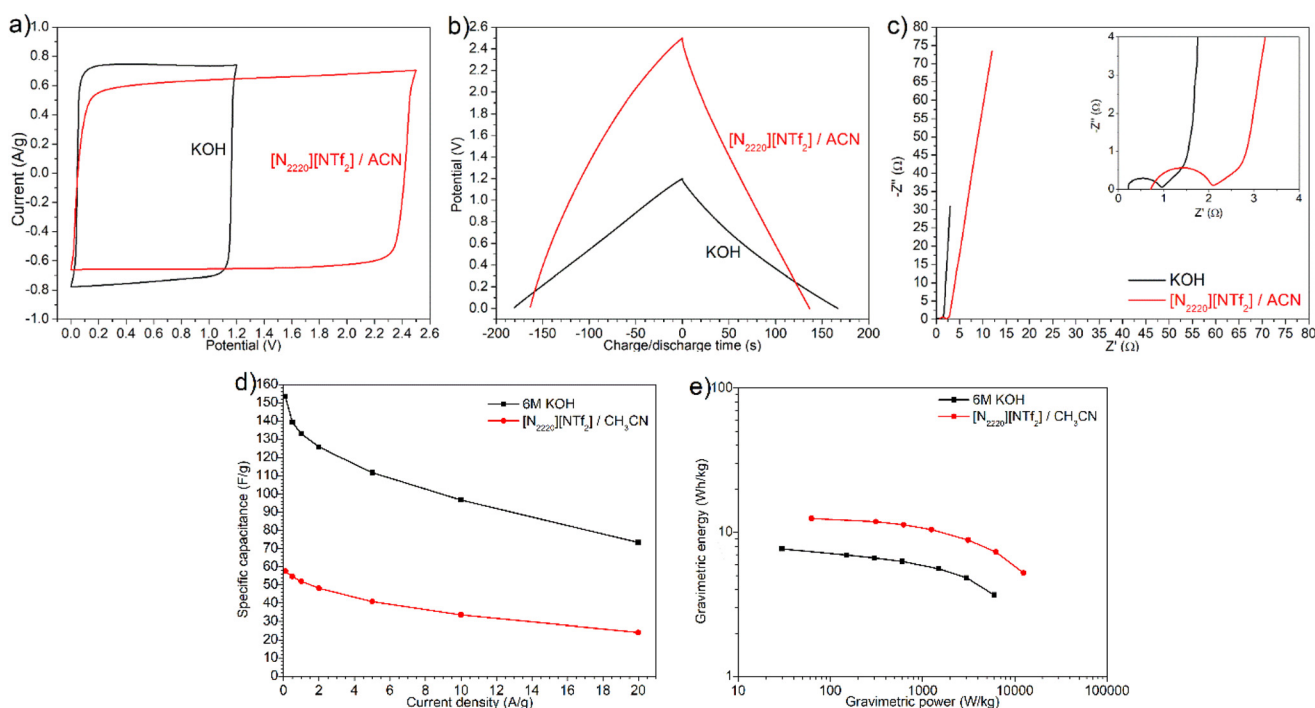 a)
1.0
0.8
0.6
0.4
0.2
0.0
-0.2
-0.4
-0.6
-0.8
-1.0
Current (A/g)
KOH
[N2220][NTf2] / ACN
0.0 0.2 0.4 0.6 0.8 1.0 1.2 1.4 1.6 1.8 2.0 2.2 2.4 2.6
Potential (V)
b)
2.6
2.4
2.2
2.0
1.8
1.6
1.4
1.2
1.0
0.8
0.6
0.4
0.2
0.0
Potential (V)
[N2220][NTf2] / ACN
KOH
-200 -150 -100 -50 0 50 100 150 200
Charge/discharge time (s)
c)
80
75
70
65
60
55
50
45
40
35
30
25
20
15
10
5
0
-Z'' (Ω)
4
3
2
1
0
-Z'' (Ω)
0 1 2 3 4
Z' (Ω)
KOH
[N2220][NTf2] / ACN
0 5 10 15 20 25 30 35 40 45 50 55 60 65 70 75 80
Z' (Ω)
d)
160
150
140
130
120
110
100
90
80
70
60
50
40
30
20
10
0
Specific capacitance (F/g)
6M KOH
[N2220][NTf2] / CH3CN
0 2 4 6 8 10 12 14 16 18 20
Current density (A/g)
e)
100
10
1
Gravimetric energy (Wh/kg)
6M KOH
[N2220][NTf2] / CH3CN
10 100 1000 10000 100000
Gravimetric power (W/kg)